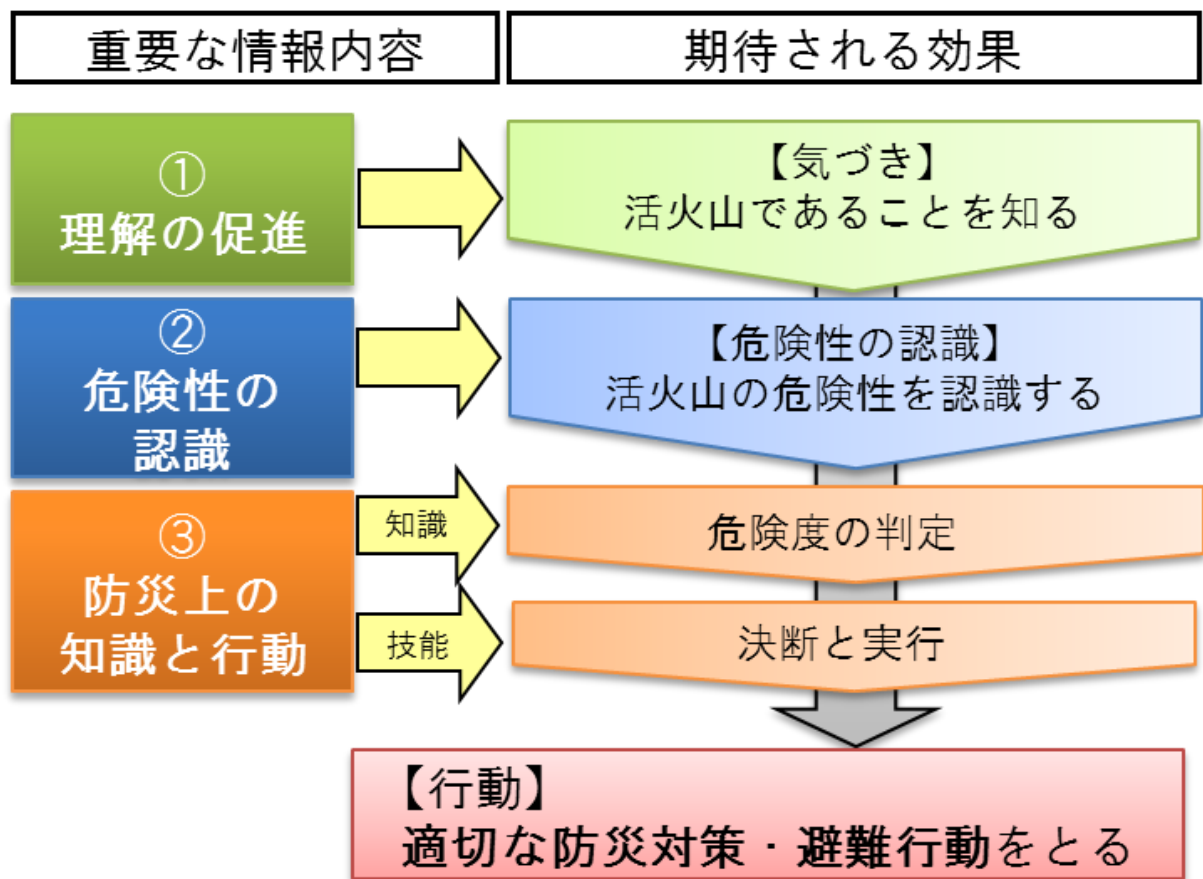 重要な情報内容
期待される効果
①
理解の促進
【気づき】
活火山であることを知る
②
危険性の
認識
【危険性の認識】
活火山の危険性を認識する
③
防災上の
知識と行動
知識
危険度の判定
技能
決断と実行
【行動】
適切な防災対策・避難行動をとる